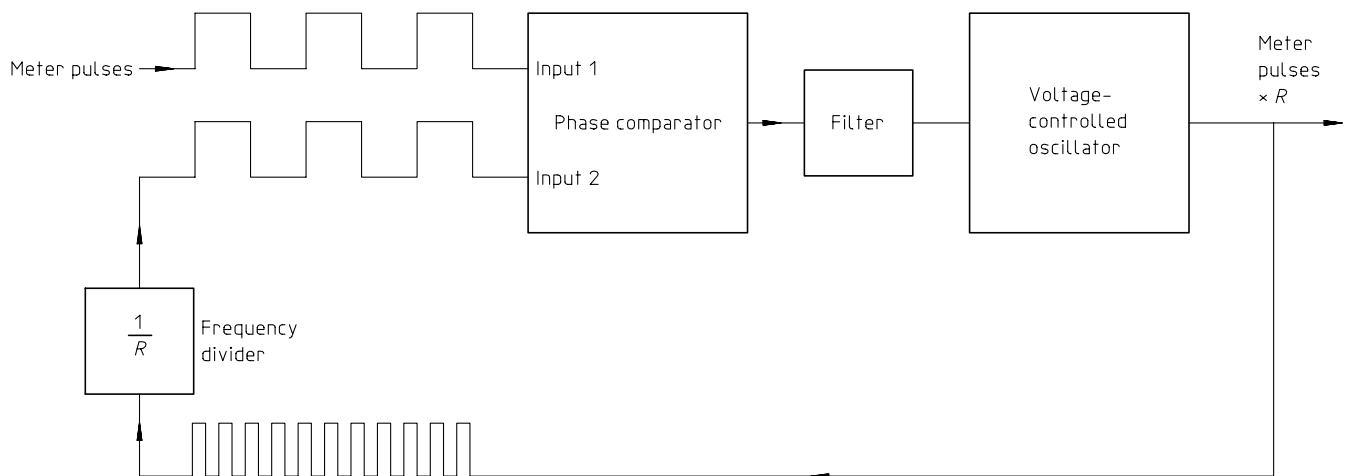 Meter pulses
Input 1
Phase comparator
Input 2
Filter
Voltage-
controlled
oscillator
Meter
pulses
× R
1
R
Frequency
divider